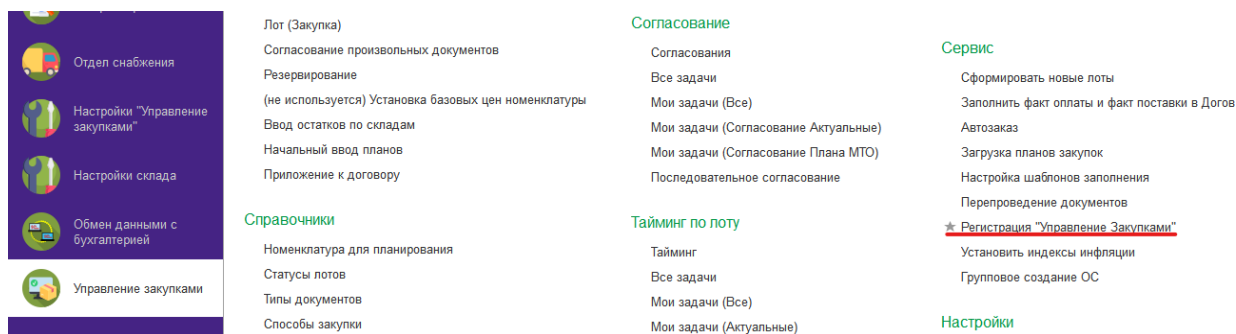 Отдел снабжения
Настройки "Управление
закупками"
Настройки склада
Обмен данными с
бухгалтерией
Управление закупками
Лот (Закупка)
Согласование произвольных документов
Резервирование
(не используется) Установка базовых цен номенклатуры
Ввод остатков по складам
Начальный ввод планов
Приложение к договору
Справочники
Номенклатура для планирования
Статусы лотов
Типы документов
Способы закупки
Согласование
Согласования
Все задачи
Мои задачи (Все)
Мои задачи (Согласование Актуальные)
Мои задачи (Согласование Плана МТО)
Последовательное согласование
Тайминг по лоту
Тайминг
Все задачи
Мои задачи (Все)
Мои задачи (Актуальные)
Сервис
Сформировать новые лоты
Заполнить факт оплаты и факт поставки в Догов
Автозаказ
Загрузка планов закупок
Настройка шаблонов заполнения
Перепроведение документов
Регистрация "Управление Закупками"
Установить индексы инфляции
Групповое создание ОС
Настройки